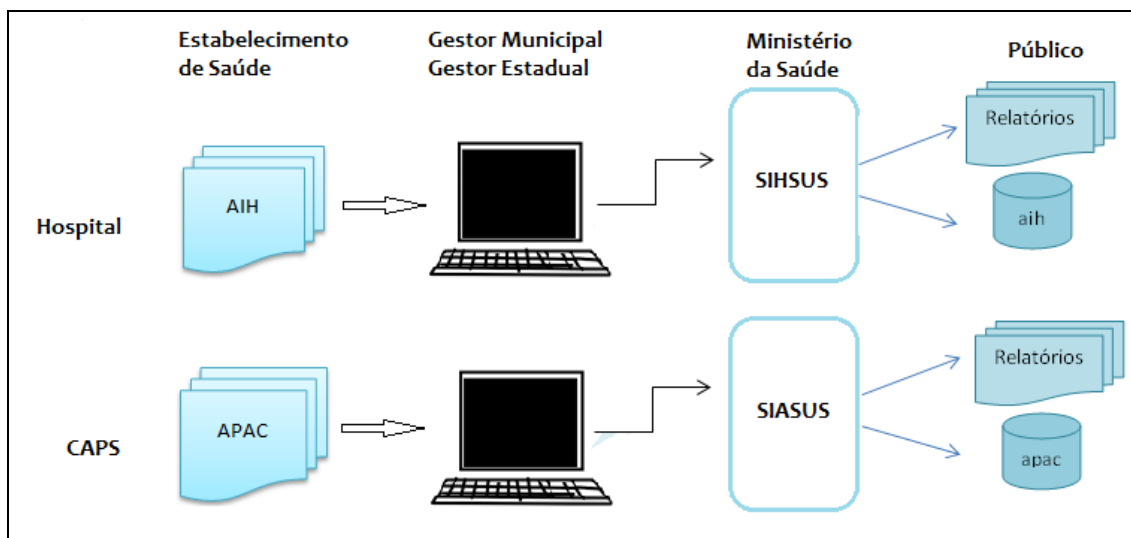 Estabelecimento
de Saúde
Gestor Municipal
Gestor Estadual
Ministério
da Saúde
Público
Hospital
AIH
SIHSUS
Relatórios
aih
CAPS
APAC
SIASUS
Relatórios
apac